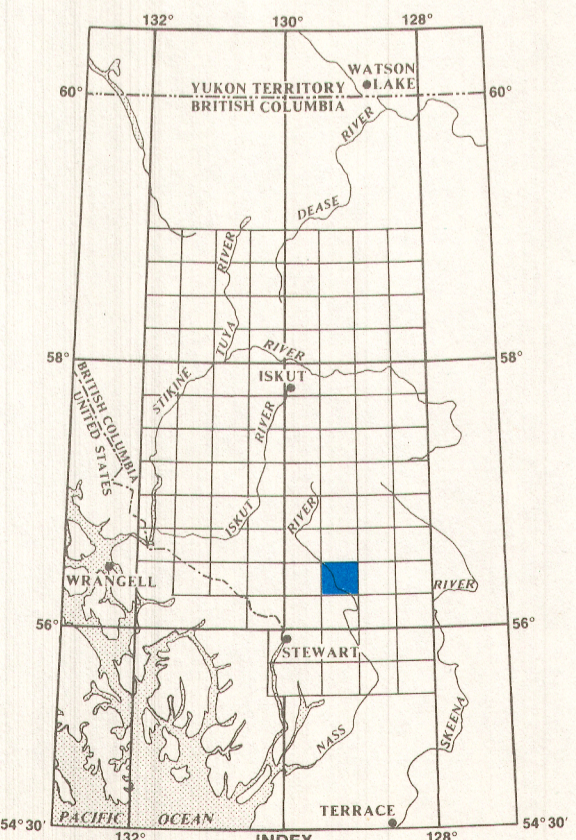 132° 130° 128°
WATSON
LAKE
60° YUKON TERRITORY 60°
BRITISH COLUMBIA
RIVER
DEASE
RIVER
TUYA
58° RIVER 58°
ISKUT
STIKINE
BRITISH COLUMBIA
UNITED STATES
RIVER
ISKUT
RIVER
WRANGELL
RIVER
56° 56°
STEWART
NASS
SKEENA
54°30' PACIFIC OCEAN TERRACE 54°30'
132° INDEX 128°